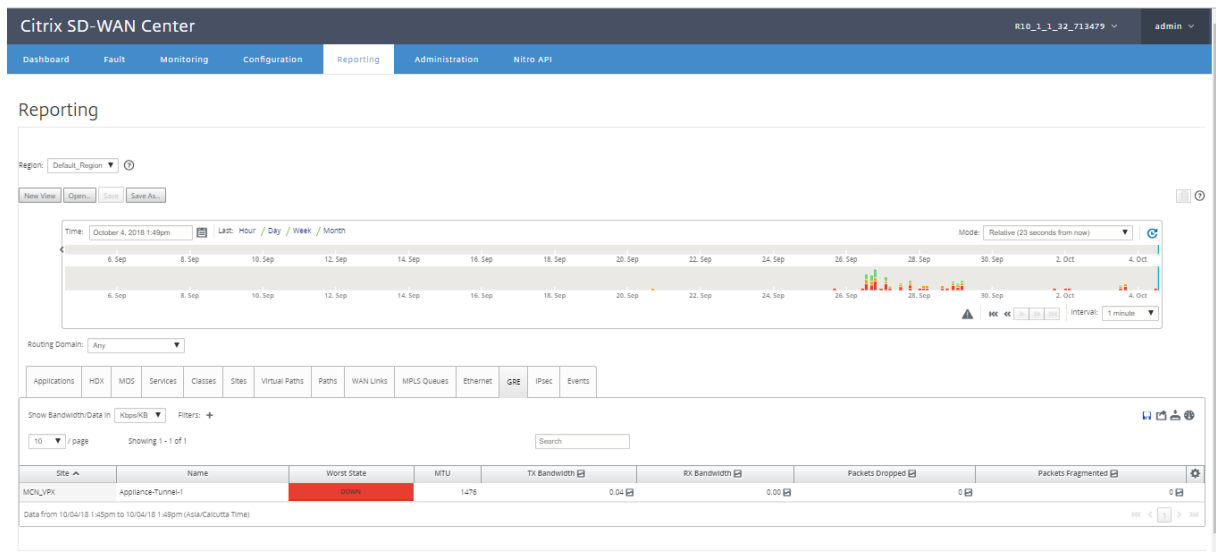 Citrix SD-WAN Center R10_1_1_32_713479 admin
Dashboard Fault Monitoring Configuration Reporting Administration Nitro API
Reporting
Region: Default_Region
New View Open... Save Save As...
Time: October 4, 2018 1:49pm Last: Hour / Day / Week / Month Mode: Relative (23 seconds from now)
6. Sep 8. Sep 10. Sep 12. Sep 14. Sep 16. Sep 18. Sep 20. Sep 22. Sep 24. Sep 26. Sep 28. Sep 30. Sep 2. Oct 4. Oct
6. Sep 8. Sep 10. Sep 12. Sep 14. Sep 16. Sep 18. Sep 20. Sep 22. Sep 24. Sep 26. Sep 28. Sep 30. Sep 2. Oct 4. Oct
Interval: 1 minute
Routing Domain: Any
Applications HDX MOS Services Classes Sites Virtual Paths Paths WAN Links MPLS Queues Ethernet GRE IPsec Events
Show Bandwidth/Data in Kbps/KB Filters: +
10 / page Showing 1 - 1 of 1 Search
Site Name Worst State MTU TX Bandwidth RX Bandwidth Packets Dropped Packets Fragmented
MCN_VPX Appliance-Tunnel-1 DOWN 1476 0.04 0.00 0 0
Data from 10/04/18 1:45pm to 10/04/18 1:49pm (Asia/Calcutta Time) 1